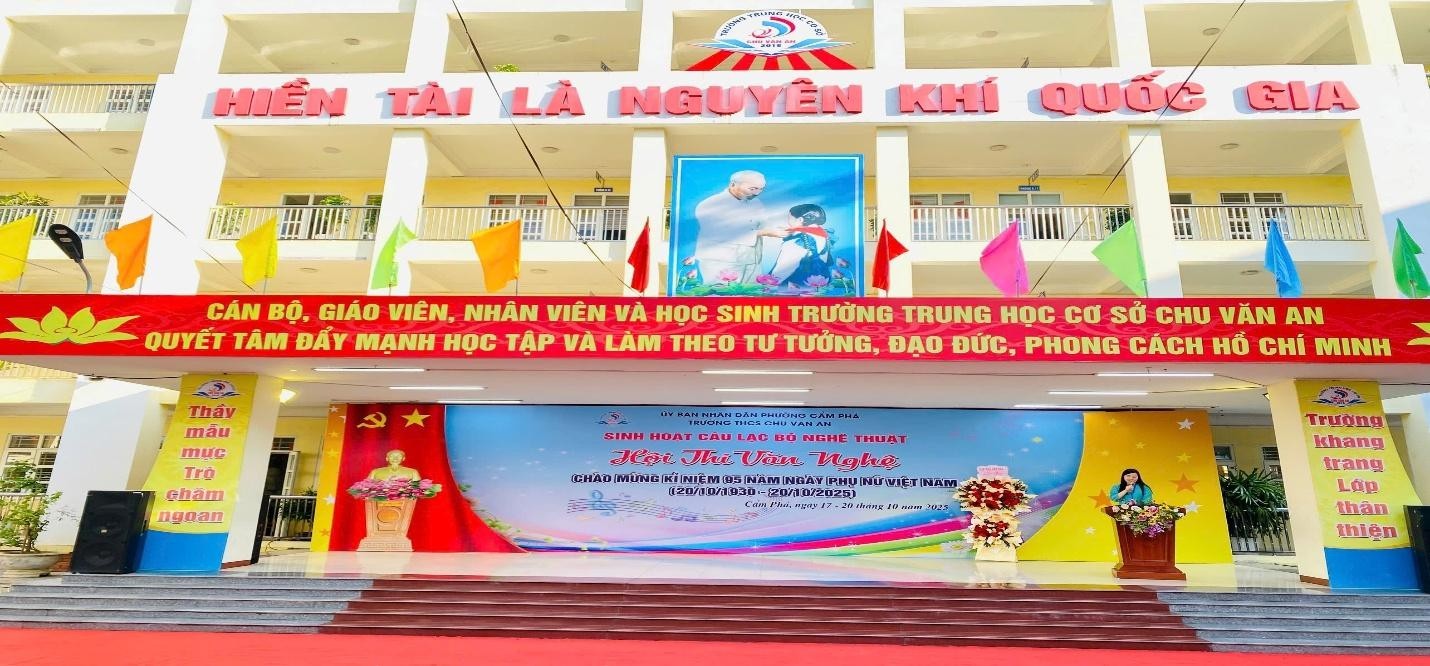 TRƯỜNG TRUNG HỌC CƠ SỞ
CHU VĂN AN
2015
HIỀN TÀI LÀ NGUYÊN KHÍ QUỐC GIA
CÁN BỘ, GIÁO VIÊN, NHÂN VIÊN VÀ HỌC SINH TRƯỜNG TRUNG HỌC CƠ SỞ CHU VĂN AN
QUYẾT TÂM ĐẨY MẠNH HỌC TẬP VÀ LÀM THEO TƯ TƯỞNG, ĐẠO ĐỨC, PHONG CÁCH HỒ CHÍ MINH
Thầy
mẫu
mực
Trò
chăm
ngoan
ỦY BAN NHÂN DÂN PHƯỜNG CẨM PHẢ
TRƯỜNG THCS CHU VĂN AN
SINH HOẠT CÂU LẠC BỘ NGHỆ THUẬT
Hội Thi Văn Nghệ
CHÀO MỪNG KỈ NIỆM 95 NĂM NGÀY PHỤ NỮ VIỆT NAM
(20/10/1930 - 20/10/2025)
Cẩm Phả, ngày 17 - 20 tháng 10 năm 2025
Trường
khang
trang
Lớp
thân
thiện